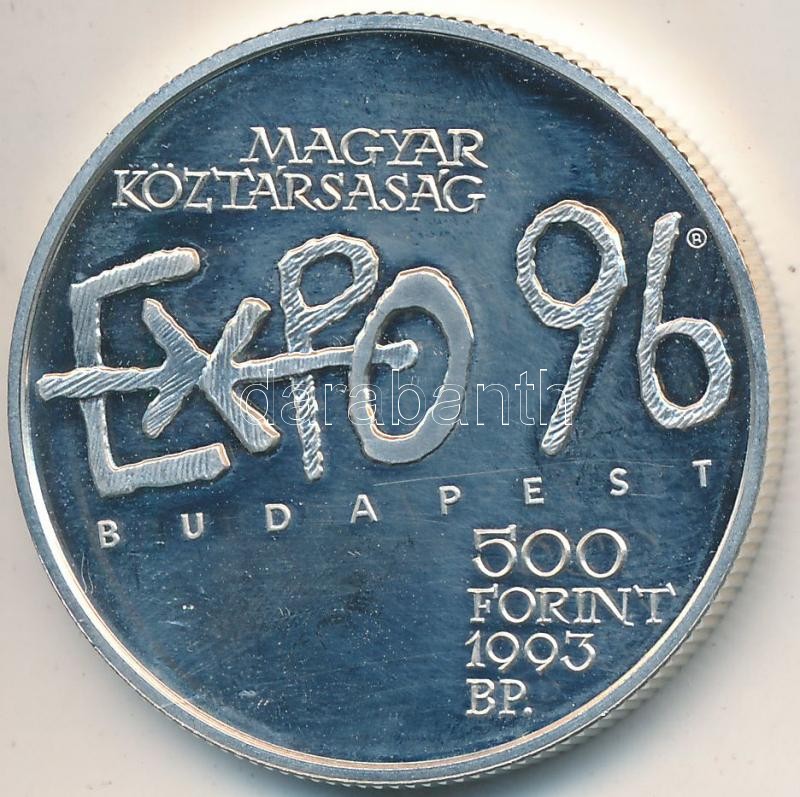 MAGYAR
KÖZTÁRSASÁG
EXPO 96 ®
darabanth
BUDAPEST
500
FORINT
1993
BP.